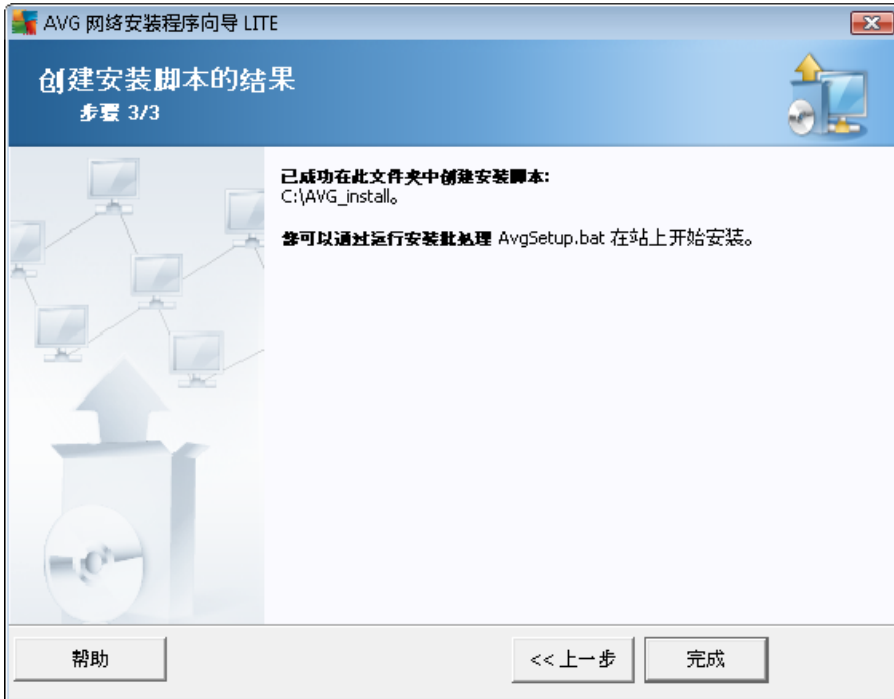 AVG 网络安装程序向导 LITE
创建安装脚本的结果
步骤 3/3
已成功在此文件夹中创建安装脚本:
C:\AVG_install。
您可以通过运行安装批处理 AvgSetup.bat 在站上开始安装。
帮助
<< 上一步
完成